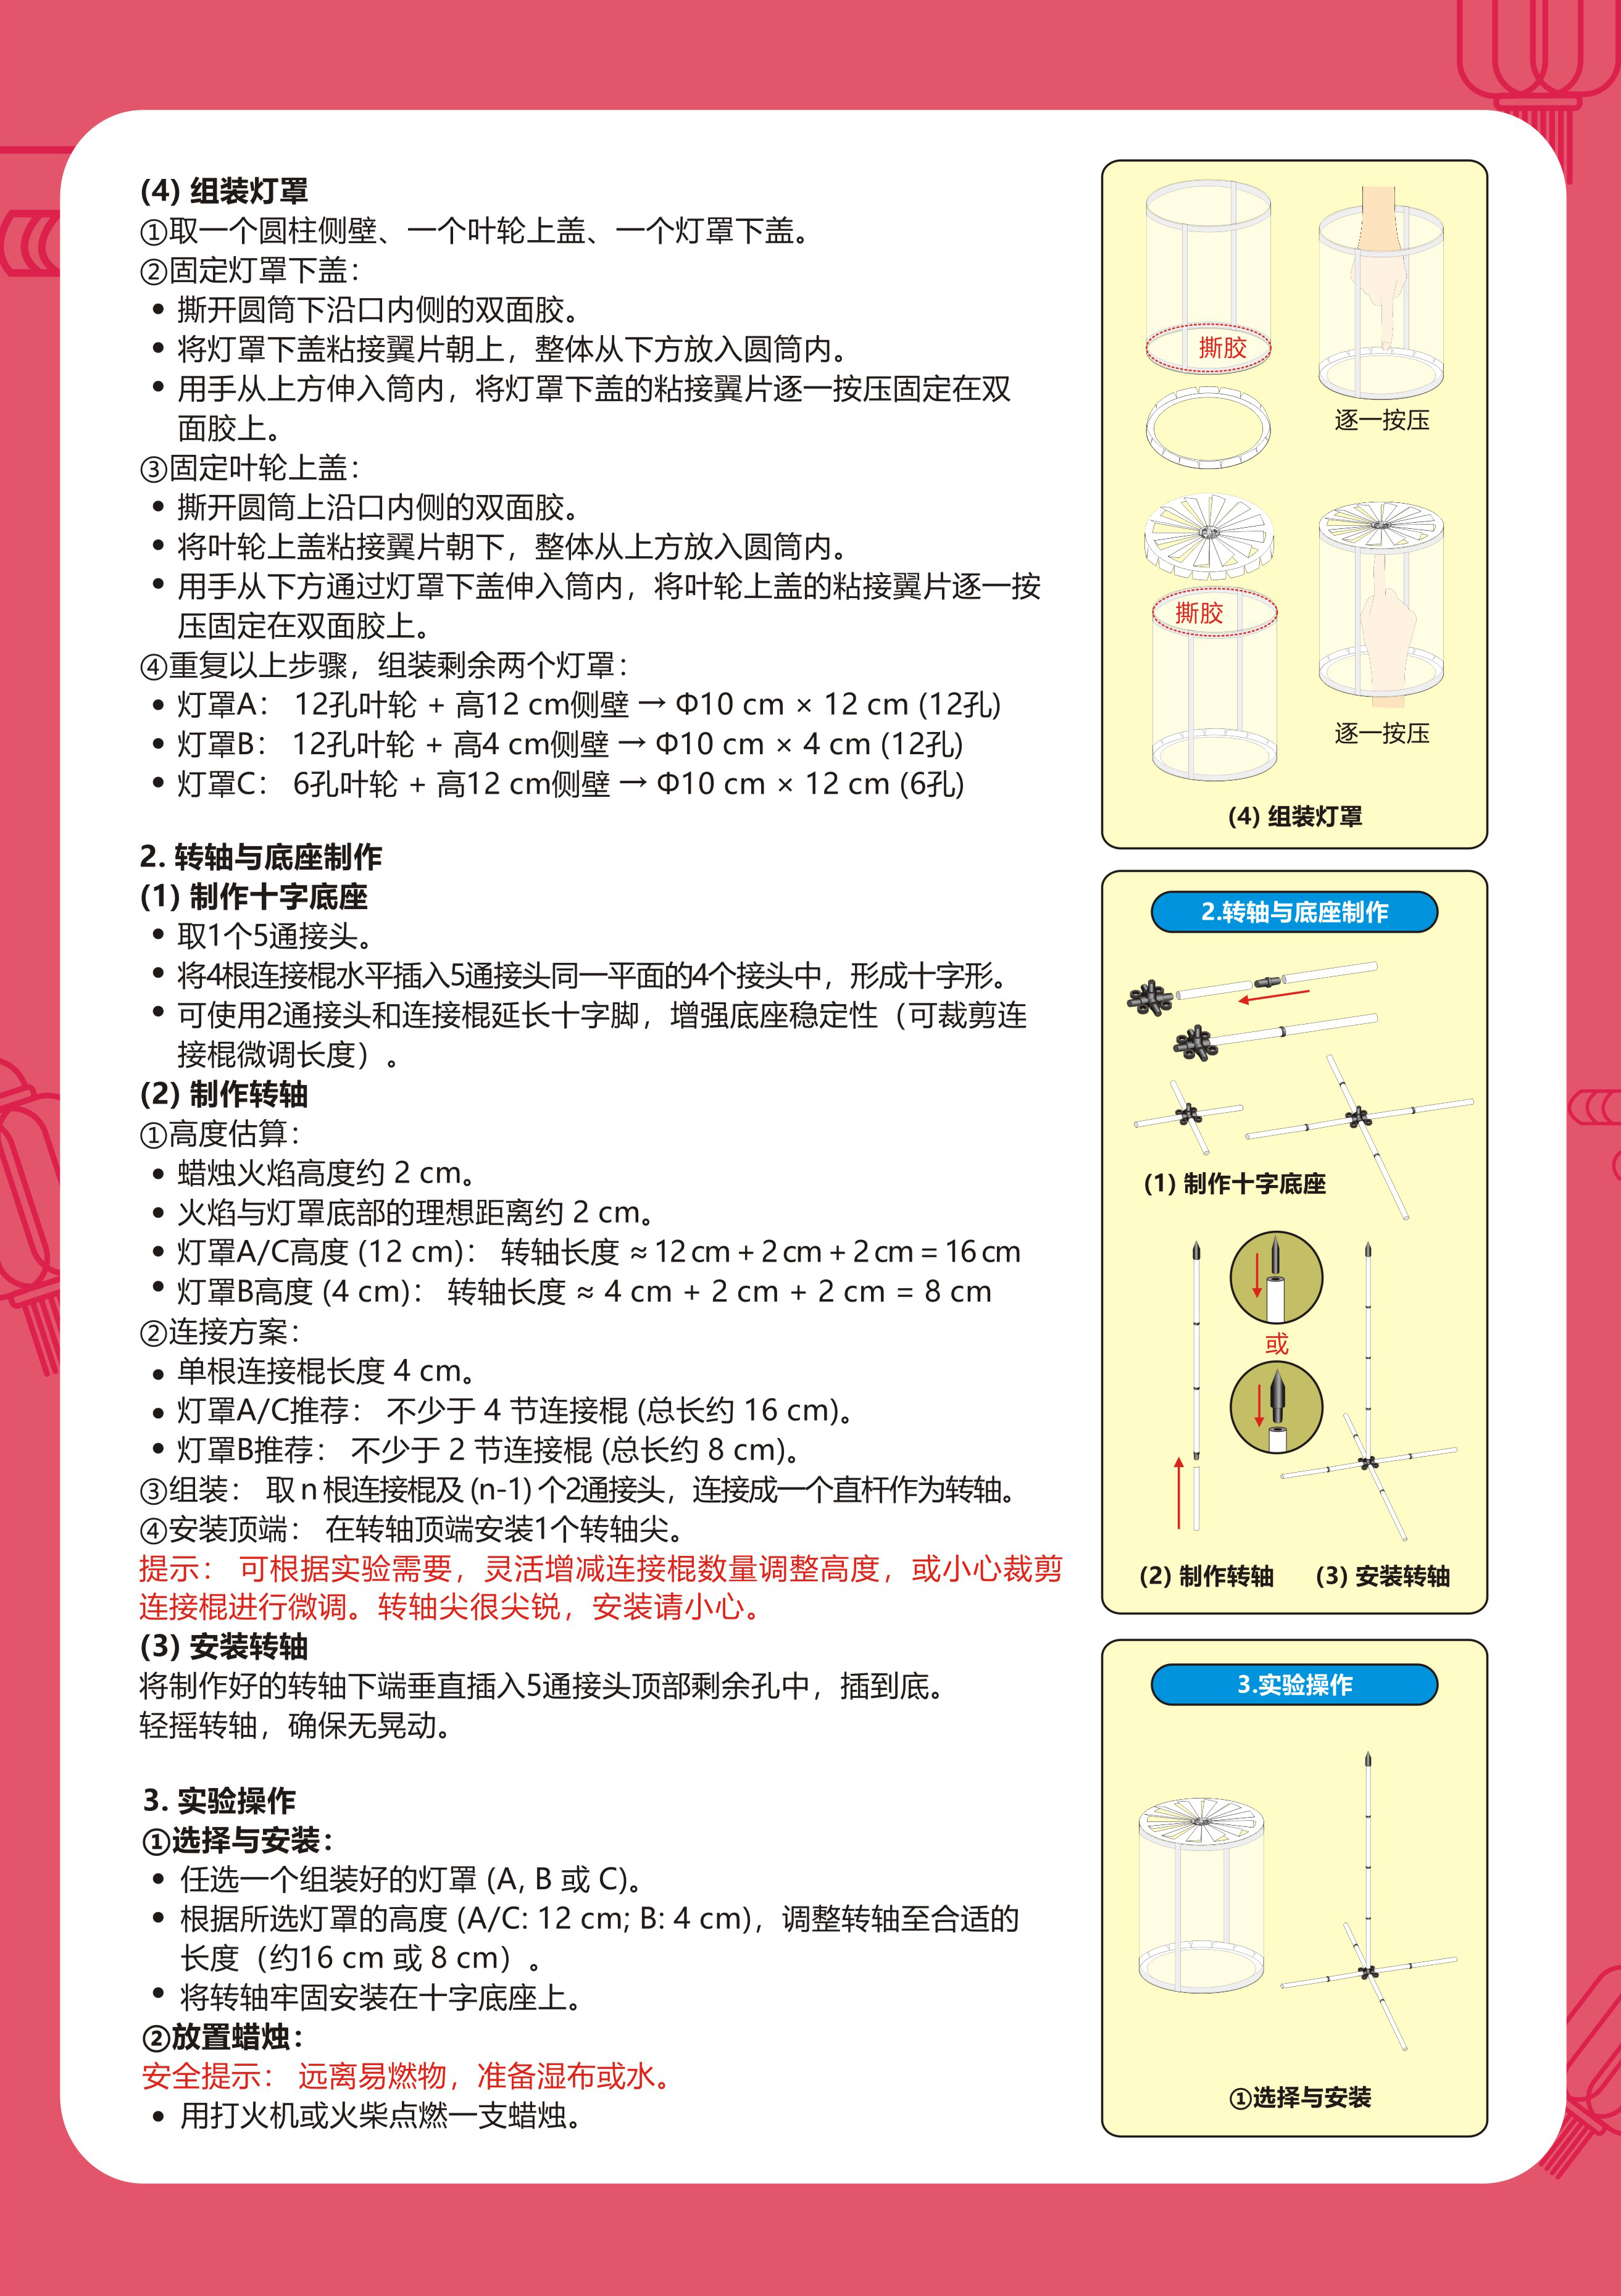 (4) 组装灯罩
①取一个圆柱侧壁、一个叶轮上盖、一个灯罩下盖。
②固定灯罩下盖：
• 撕开圆筒下沿口内侧的双面胶。
• 将灯罩下盖粘接翼片朝上，整体从下方放入圆筒内。
• 用手从上方伸入筒内，将灯罩下盖的粘接翼片逐一按压固定在双
面胶上。
③固定叶轮上盖：
• 撕开圆筒上沿口内侧的双面胶。
• 将叶轮上盖粘接翼片朝下，整体从上方放入圆筒内。
• 用手从下方通过灯罩下盖伸入筒内，将叶轮上盖的粘接翼片逐一按
压固定在双面胶上。
④重复以上步骤，组装剩余两个灯罩：
• 灯罩A： 12孔叶轮 + 高12 cm侧壁 → Φ10 cm × 12 cm (12孔)
• 灯罩B： 12孔叶轮 + 高4 cm侧壁 → Φ10 cm × 4 cm (12孔)
• 灯罩C： 6孔叶轮 + 高12 cm侧壁 → Φ10 cm × 12 cm (6孔)
2. 转轴与底座制作
(1) 制作十字底座
• 取1个5通接头。
• 将4根连接棍水平插入5通接头同一平面的4个接头中，形成十字形。
• 可使用2通接头和连接棍延长十字脚，增强底座稳定性（可裁剪连
接棍微调长度）。
(2) 制作转轴
①高度估算：
• 蜡烛火焰高度约 2 cm。
• 火焰与灯罩底部的理想距离约 2 cm。
• 灯罩A/C高度 (12 cm)： 转轴长度 ≈ 12 cm + 2 cm + 2 cm = 16 cm
• 灯罩B高度 (4 cm)： 转轴长度 ≈ 4 cm + 2 cm + 2 cm = 8 cm
②连接方案：
• 单根连接棍长度 4 cm。
• 灯罩A/C推荐： 不少于 4 节连接棍 (总长约 16 cm)。
• 灯罩B推荐： 不少于 2 节连接棍 (总长约 8 cm)。
③组装： 取 n 根连接棍及 (n-1) 个2通接头，连接成一个直杆作为转轴。
④安装顶端： 在转轴顶端安装1个转轴尖。
提示： 可根据实验需要，灵活增减连接棍数量调整高度，或小心裁剪
连接棍进行微调。转轴尖很尖锐，安装请小心。
(3) 安装转轴
将制作好的转轴下端垂直插入5通接头顶部剩余孔中，插到底。
轻摇转轴，确保无晃动。
3. 实验操作
①选择与安装：
• 任选一个组装好的灯罩 (A, B 或 C)。
• 根据所选灯罩的高度 (A/C: 12 cm; B: 4 cm)，调整转轴至合适的
长度（约16 cm 或 8 cm）。
• 将转轴牢固安装在十字底座上。
②放置蜡烛：
安全提示： 远离易燃物，准备湿布或水。
• 用打火机或火柴点燃一支蜡烛。
撕胶
逐一按压
撕胶
逐一按压
(4) 组装灯罩
2.转轴与底座制作
(1) 制作十字底座
或
(2) 制作转轴
(3) 安装转轴
3.实验操作
①选择与安装